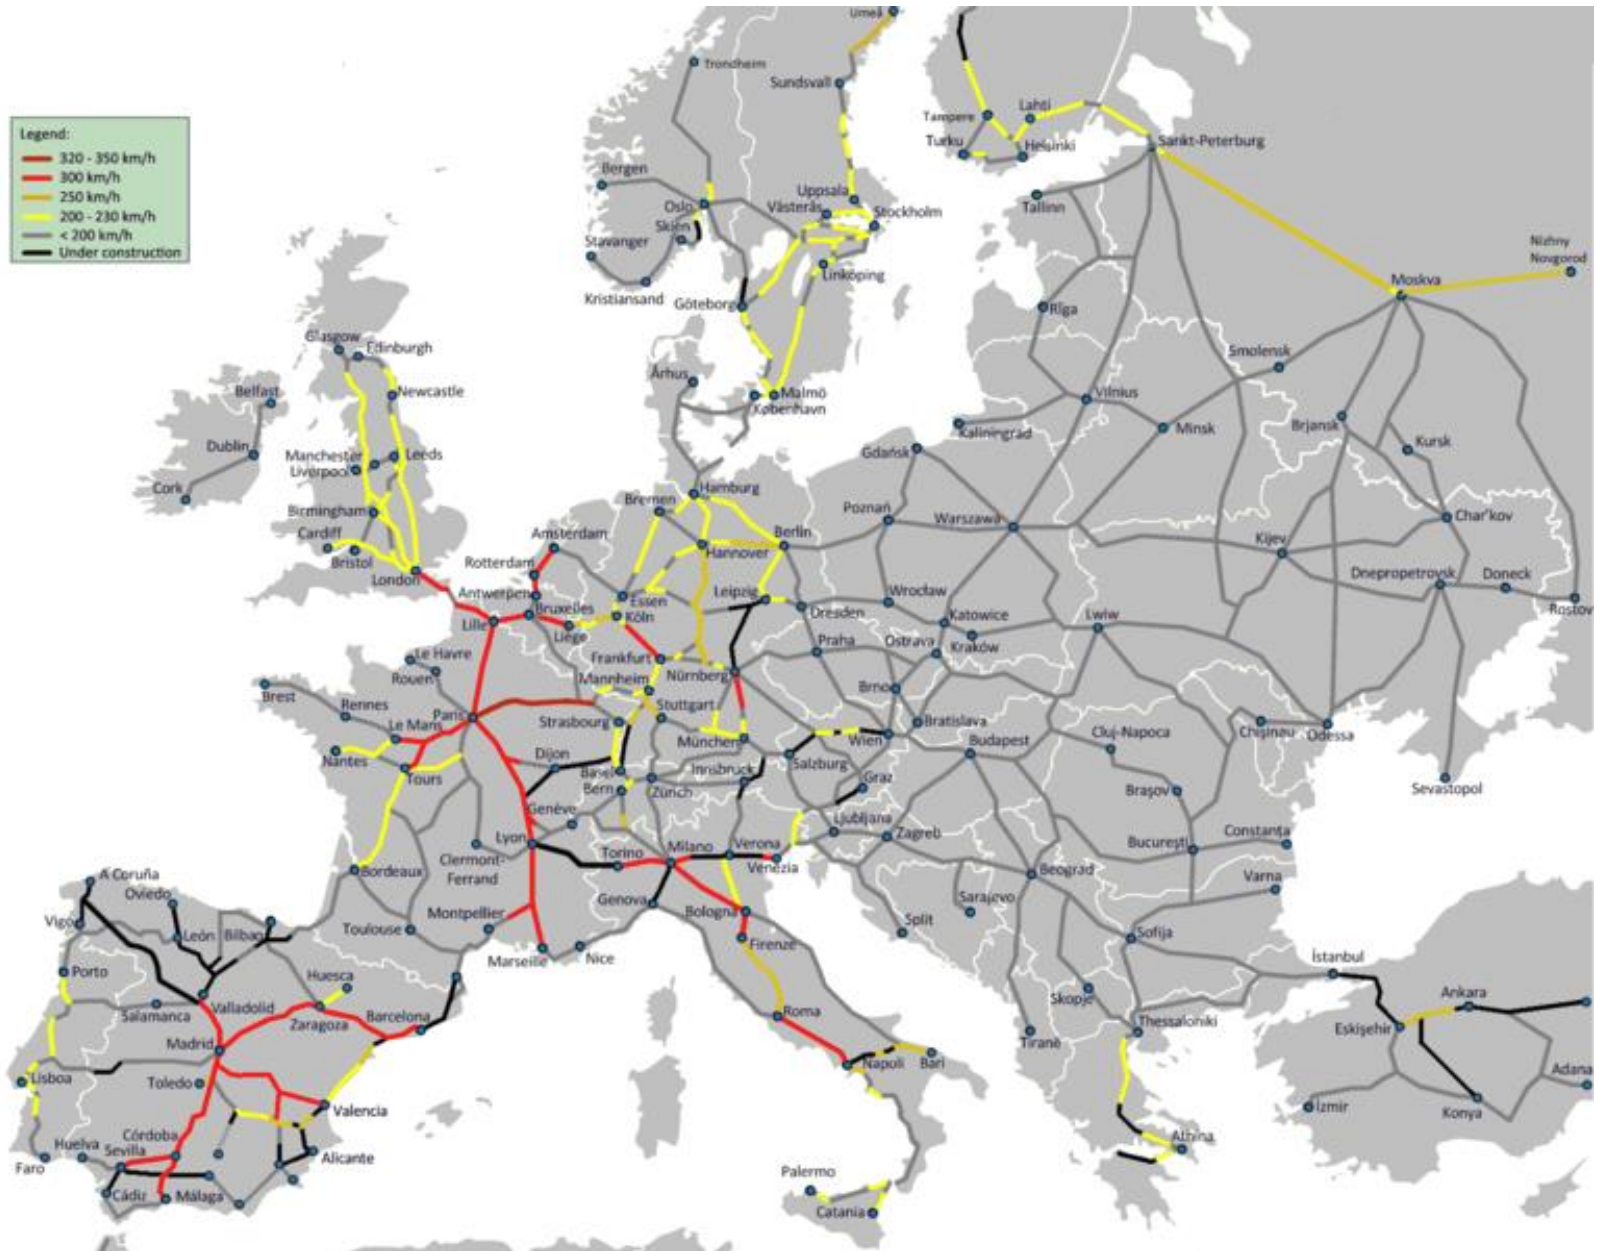 Umeå
Trondheim
Sundsvall
Legend:
320 - 350 km/h
300 km/h
250 km/h
200 - 230 km/h
< 200 km/h
Under construction
Tampere
Lahti
Turku
Helsinki
Sankt-Peterburg
Bergen
Oslo
Uppsala
Västerås
Stockholm
Tallinn
Skien
Stavanger
Linköping
Kristiansand
Göteborg
Nizhny
Novgorod
Moskva
Rīga
Smolensk
Glasgow
Edinburgh
Newcastle
Belfast
Århus
Malmö
København
Vilnius
Kaliningrad
Minsk
Brjansk
Kursk
Dublin
Manchester
Liverpool
Leeds
Gdańsk
Cork
Birmingham
Cardiff
Bristol
London
Bremen
Hamburg
Amsterdam
Rotterdam
Hannover
Berlin
Poznań
Warszawa
Char'kov
Kijev
Dnepropetrovsk
Doneck
Rostov
Antwerpen
Bruxelles
Essen
Leipzig
Wrocław
Dresden
Katowice
Lwiw
Lille
Liège
Köln
Praha
Ostrava
Kraków
Le Havre
Rouen
Frankfurt
Mannheim
Nürnberg
Brest
Rennes
Le Mans
Paris
Strasbourg
Stuttgart
Brno
Bratislava
München
Wien
Budapest
Cluj-Napoca
Chişinau
Odessa
Nantes
Tours
Dijon
Basel
Bern
Zürich
Innsbruck
Salzburg
Graz
Braşov
Sevastopol
Genève
Ljubljana
Zagreb
Bucureşti
Constanţa
Lyon
Clermont-
Ferrand
Torino
Milano
Verona
Venezia
Beograd
Varna
A Coruña
Oviedo
Bordeaux
Genova
Bologna
Sarajevo
Vigo
León
Bilbao
Toulouse
Montpellier
Marseille
Nice
Firenze
Split
Sofija
İstanbul
Porto
Huesca
Salamanca
Valladolid
Zaragoza
Barcelona
Roma
Skopje
Thessaloniki
Ankara
Eskişehir
Madrid
Lisboa
Toledo
Valencia
Napoli
Bari
Tiranë
Adana
İzmir
Konya
Huelva
Sevilla
Córdoba
Faro
Alicante
Athina
Cádiz
Málaga
Palermo
Catania